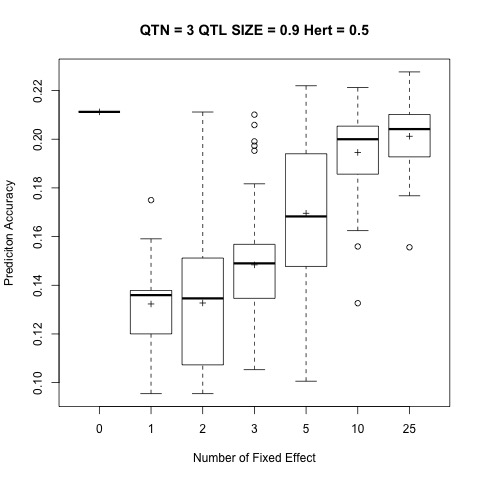 QTN = 3 QTL SIZE = 0.9 Hert = 0.5
Prediciton Accuracy
0.22
0.20
0.18
0.16
0.14
0.12
0.10
0 1 2 3 5 10 25
Number of Fixed Effect